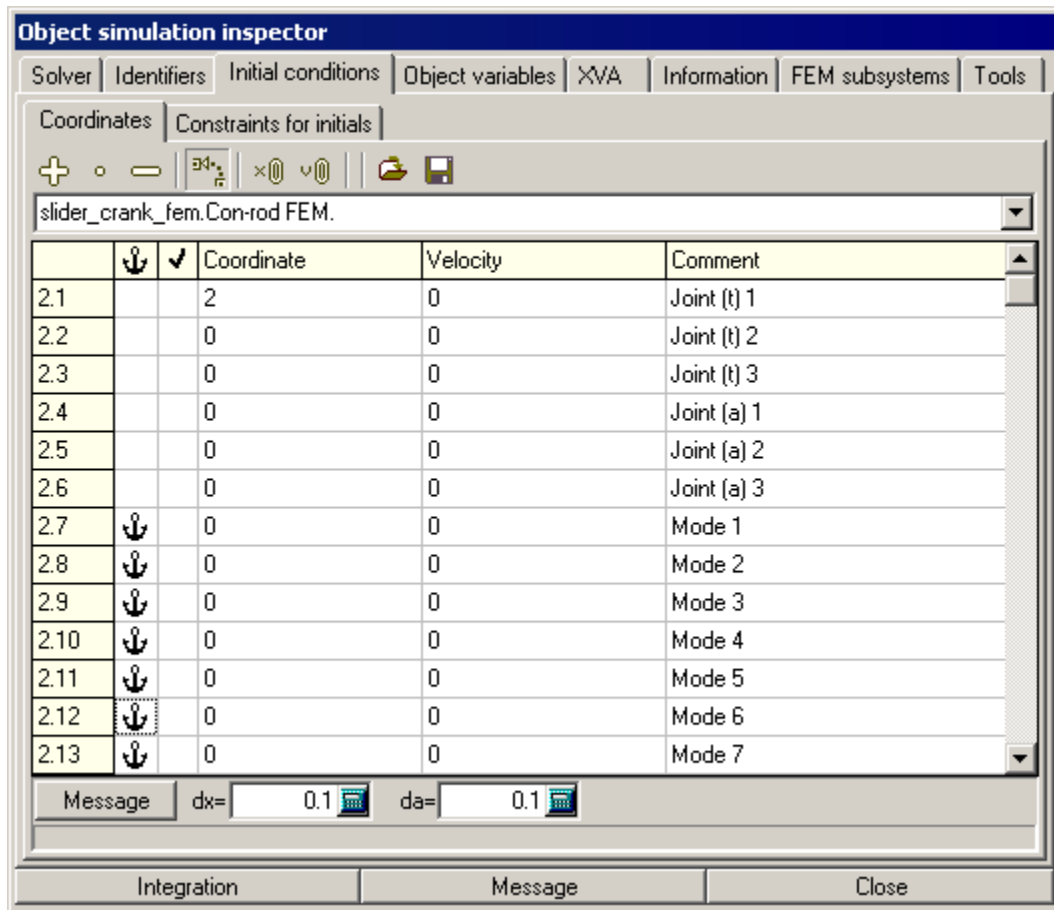 Object simulation inspector
Solver Identifiers Initial conditions Object variables XVA Information FEM subsystems Tools
Coordinates Constraints for initials
slider_crank_fem.Con-rod FEM.
Coordinate Velocity Comment
2.1 2 0 Joint (t) 1
2.2 0 0 Joint (t) 2
2.3 0 0 Joint (t) 3
2.4 0 0 Joint (a) 1
2.5 0 0 Joint (a) 2
2.6 0 0 Joint (a) 3
2.7 0 0 Mode 1
2.8 0 0 Mode 2
2.9 0 0 Mode 3
2.10 0 0 Mode 4
2.11 0 0 Mode 5
2.12 0 0 Mode 6
2.13 0 0 Mode 7
Message dx= 0.1 da= 0.1
Integration Message Close